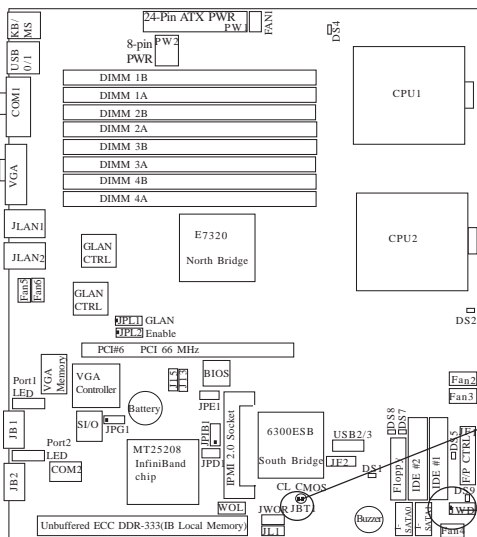 KB/
MS
24-Pin ATX PWR
PW1
FAN1
DS4
8-pin
PWR
PW2
USB
0/1
DIMM 1B
DIMM 1A
DIMM 2B
DIMM 2A
DIMM 3B
DIMM 3A
DIMM 4B
DIMM 4A
COM1
CPU1
VGA
JLAN1
JLAN2
GLAN
CTRL
E7320
North Bridge
CPU2
Fan5
Fan6
GLAN
CTRL
JPL1
GLAN
JPL2
Enable
DS2
PCI#6
PCI 66 MHz
VGA
Memory
VGA
Controller
BIOS
Port1
LED
Fan2
Fan3
Battery
JPE1
JB1
SI/O
JPG1
JPIB1
IPMI 2.0 Socket
6300ESB
South Bridge
USB2/3
DS8
DS7
Floppy
IDE #2
IDE #1
DS5
F/P CTRL
Port2
LED
COM2
MT25208
InfiniBand
chip
JPD1
JF2
DS1
JB2
CL CMOS
JBT1
DS9
WOL
JWOR
JL1
Buzzer
SATA0
WD
Fan4
Unbuffered ECC DDR-333(IB Local Memory)